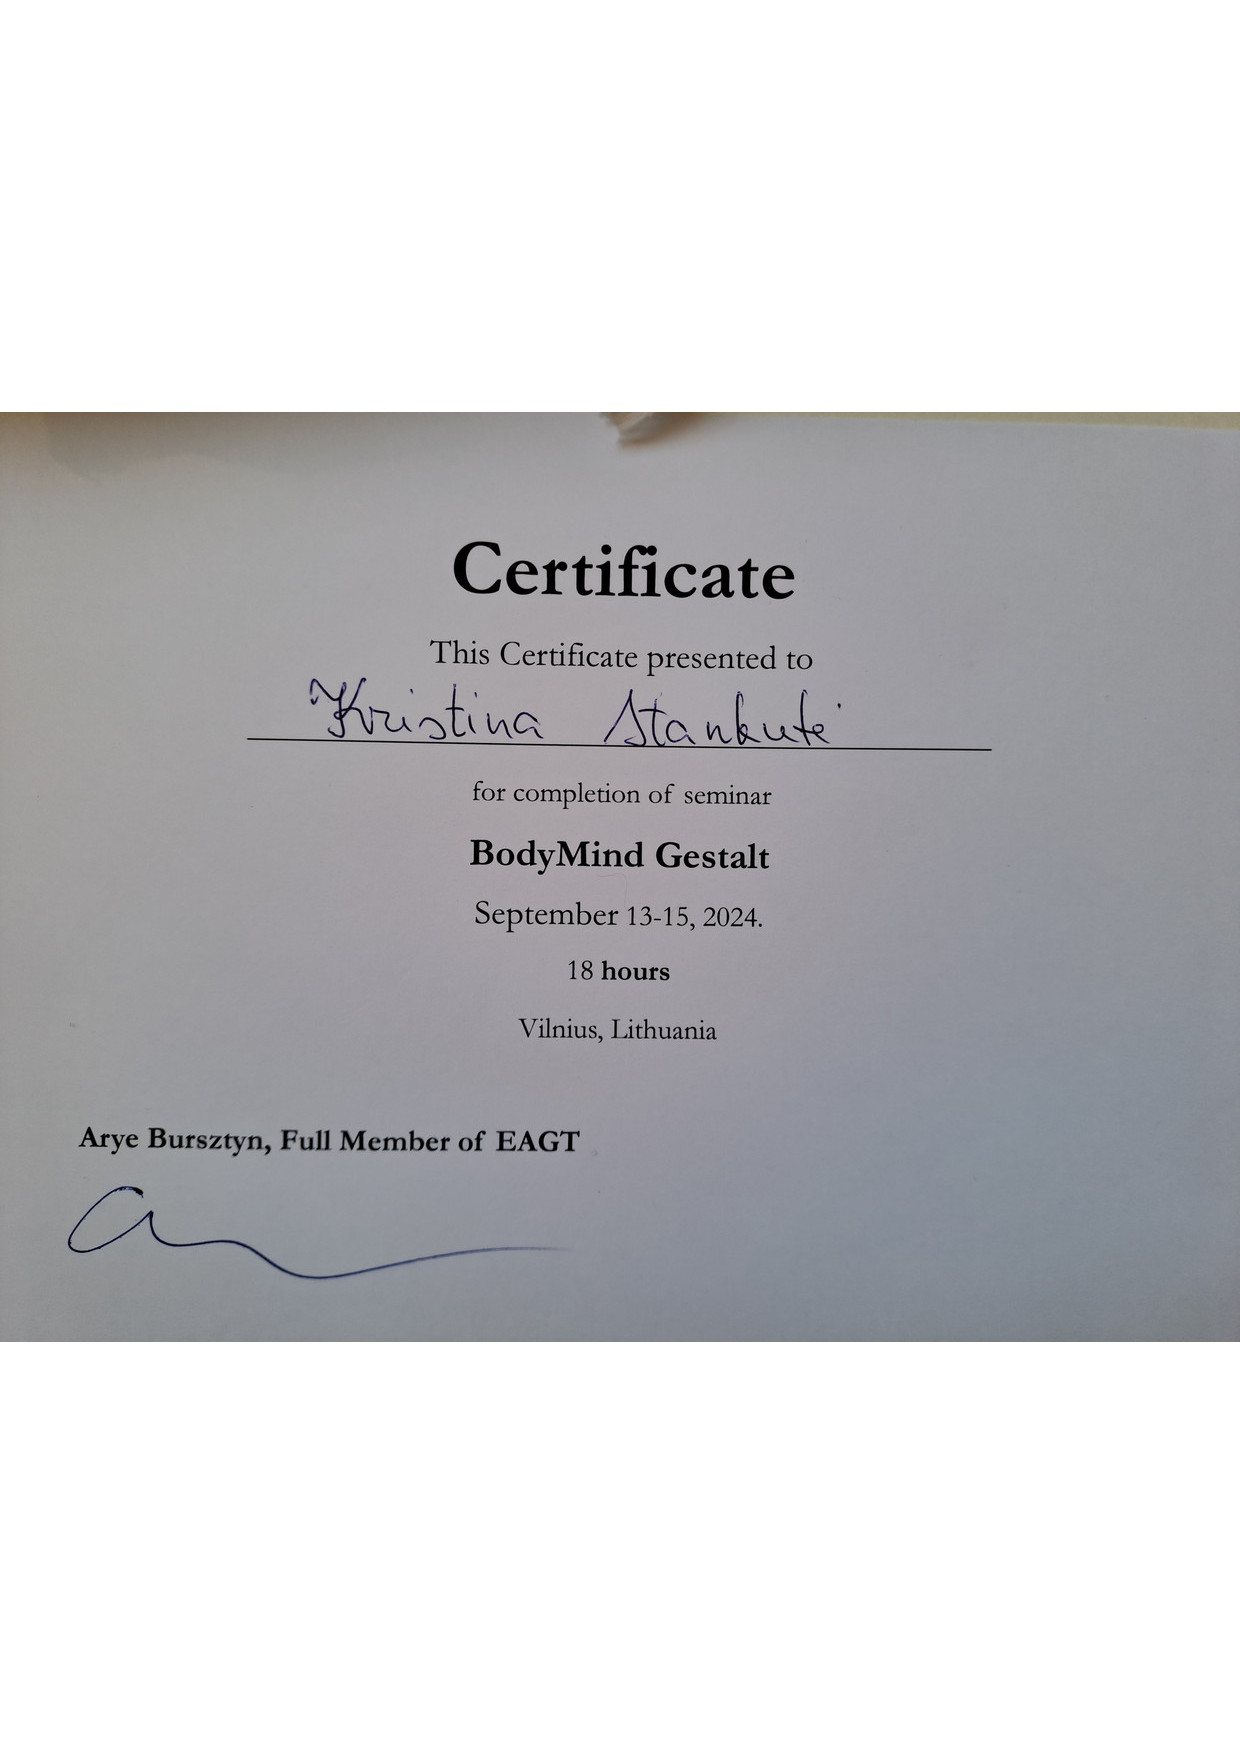 Certificate
This Certificate presented to
Kristina Stankutė
for completion of seminar
BodyMind Gestalt
September 13-15, 2024.
18 hours
Vilnius, Lithuania
Arye Bursztyn, Full Member of EAGT